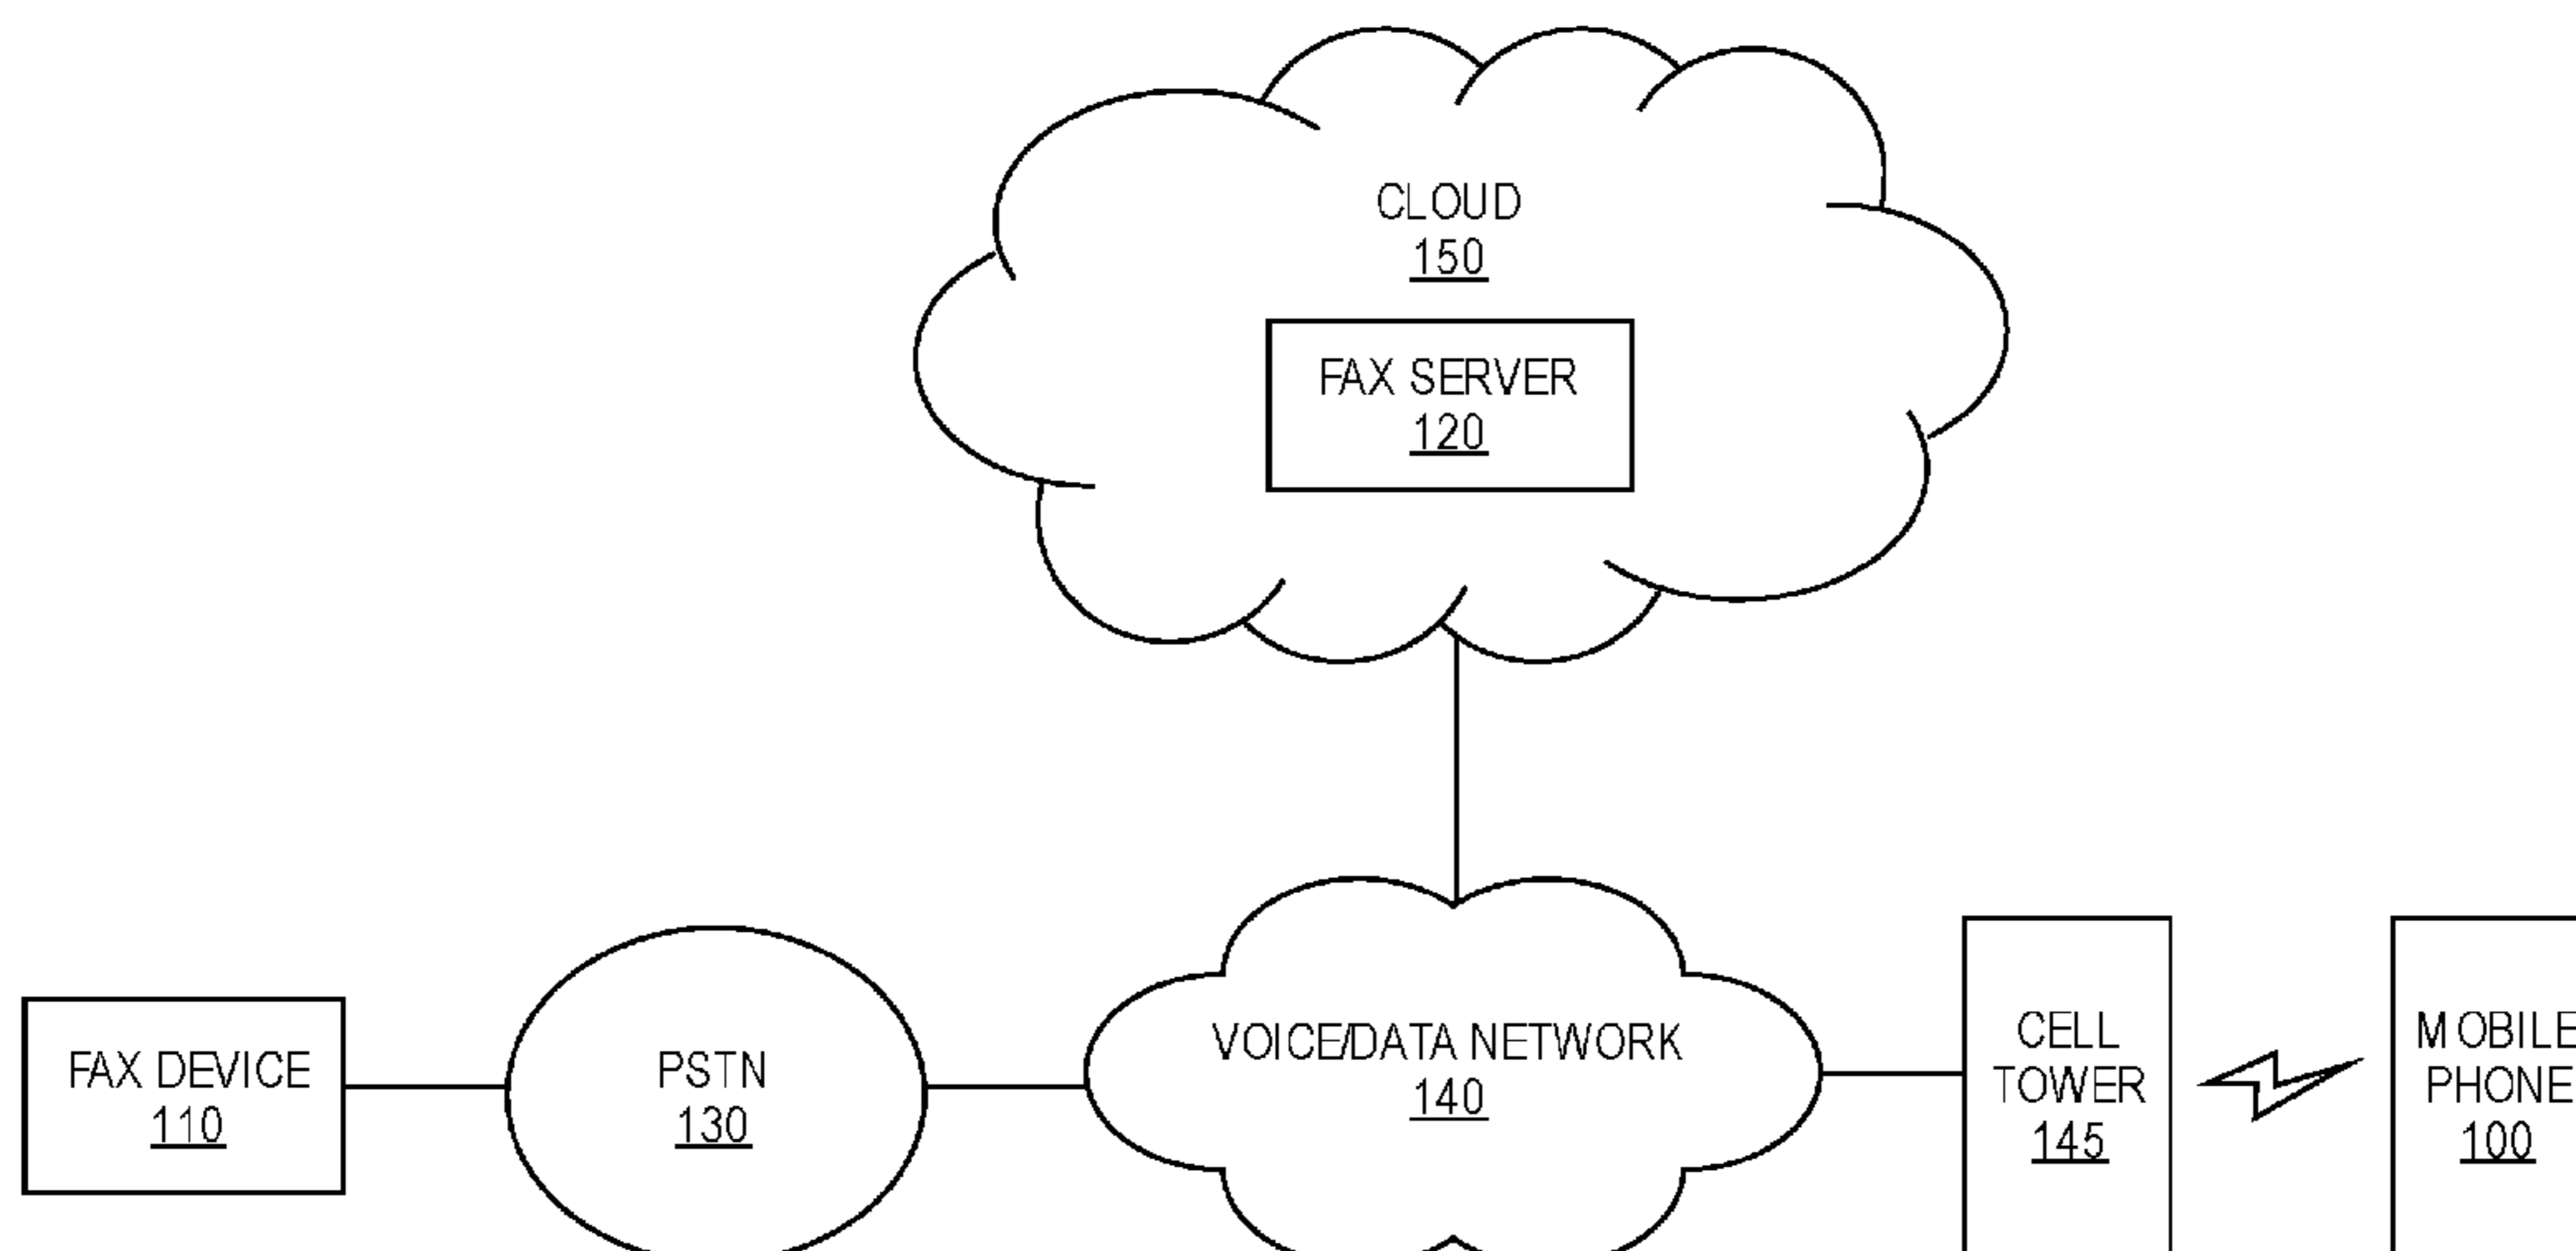 CLOUD
150
FAX SERVER
120
FAX DEVICE
110
PSTN
130
VOICE/DATA NETWORK
140
CELL
TOWER
145
MOBILE
PHONE
100